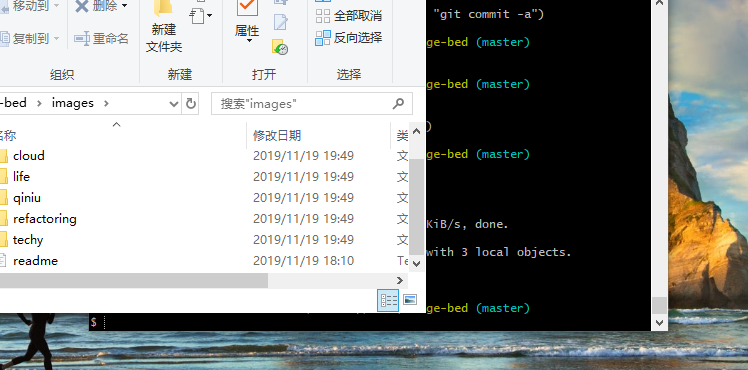 移动到
删除
复制到
重命名
新建
文件夹
属性
全部取消
反向选择
组织
新建
打开
选择
-bed > images >
搜索"images"
名称
修改日期
类
cloud 2019/11/19 19:49 文
life 2019/11/19 19:49 文
qiniu 2019/11/19 19:49 文
refactoring 2019/11/19 19:49 文
techy 2019/11/19 19:49 文
readme 2019/11/19 18:10 Te
"git commit -a")
ge-bed (master)
ge-bed (master)
)
ge-bed (master)
KiB/s, done.
with 3 local objects.
ge-bed (master)
$